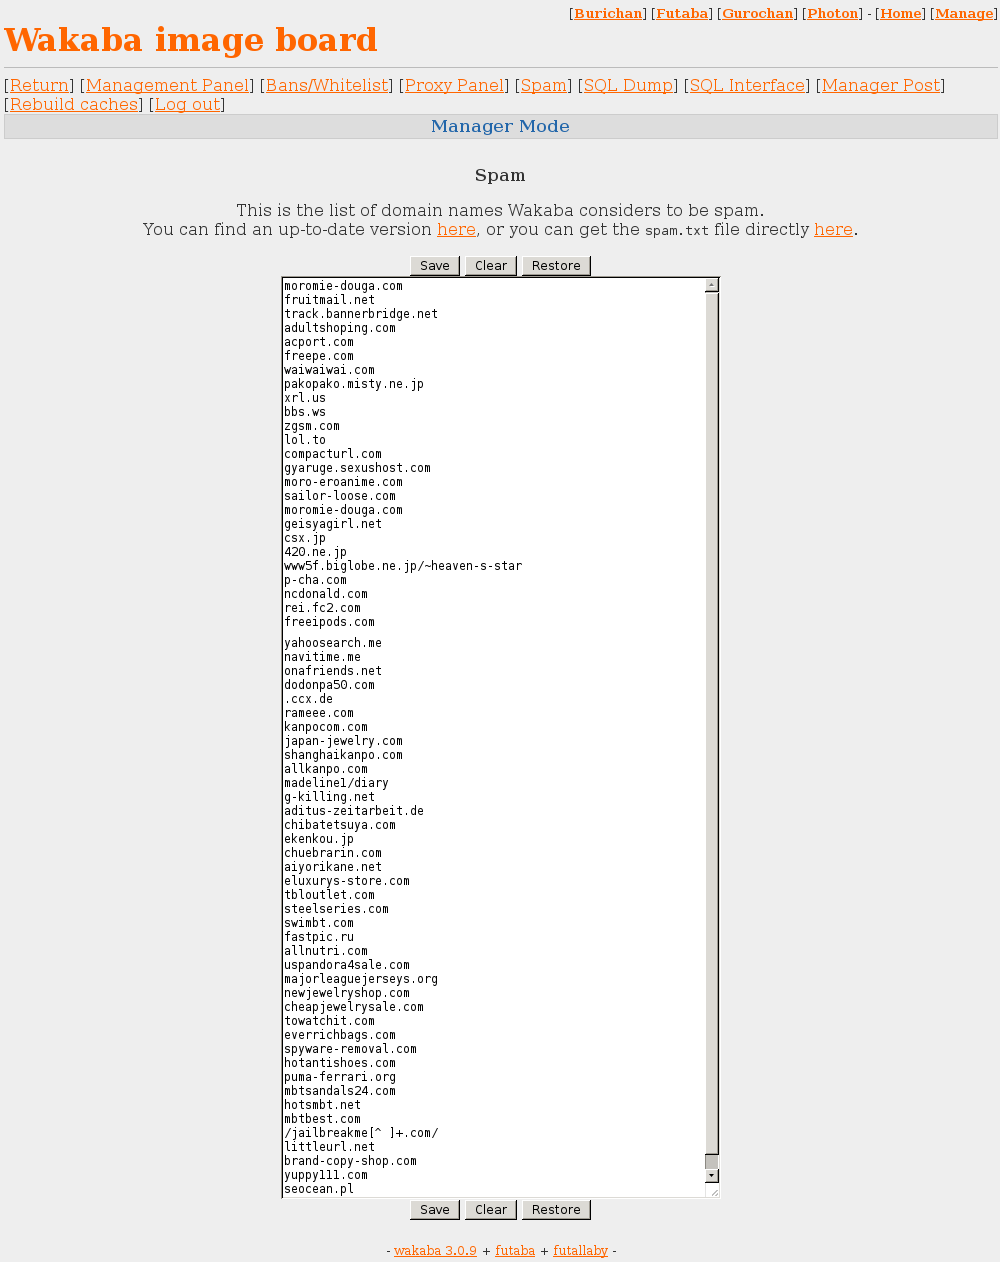 [Burichan] [Futaba] [Gurochan] [Photon] - [Home] [Manage]
Wakaba image board
[Return] [Management Panel] [Bans/Whitelist] [Proxy Panel] [Spam] [SQL Dump] [SQL Interface] [Manager Post]
[Rebuild caches] [Log out]
Manager Mode
Spam
This is the list of domain names Wakaba considers to be spam.
You can find an up-to-date version here, or you can get the spam.txt file directly here.
Save Clear Restore
moromie-douga.com
fruitmail.net
track.bannerbridge.net
adultshoping.com
acport.com
freepe.com
waiwaiwai.com
pakopako.misty.ne.jp
xrl.us
bbs.ws
zgsm.com
lol.to
compacturl.com
gyaruge.sexushost.com
moro-eroanime.com
sailor-loose.com
moromie-douga.com
geisyagirl.net
csx.jp
420.ne.jp
www5f.biglobe.ne.jp/~heaven-s-star
p-cha.com
ncdonald.com
rei.fc2.com
freeipods.com
yahoosearch.me
navitime.me
onafriends.net
dodonpa50.com
.ccx.de
rameee.com
kanpocom.com
japan-jewelry.com
shanghaikanpo.com
allkanpo.com
madeline1/diary
g-killing.net
aditus-zeitarbeit.de
chibatetsuya.com
ekenkou.jp
chuebrarin.com
aiyorikane.net
eluxurys-store.com
tbloutlet.com
steelseries.com
swimbt.com
fastpic.ru
allnutri.com
uspandora4sale.com
majorleaguejerseys.org
newjewelryshop.com
cheapjewelrysale.com
towatchit.com
everrichbags.com
spyware-removal.com
hotantishoes.com
puma-ferrari.org
mbtsandals24.com
hotsmbt.net
mbtbest.com
/jailbreakme[^ ]+.com/
littleurl.net
brand-copy-shop.com
yuppy111.com
seocean.pl
Save Clear Restore
- wakaba 3.0.9 + futaba + futallaby -